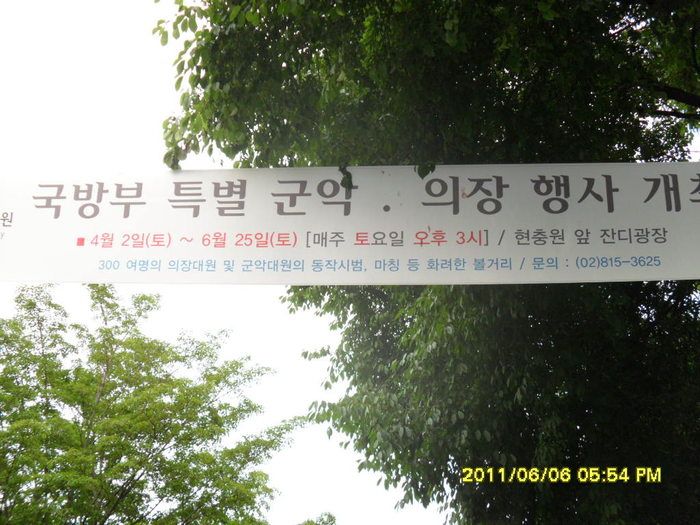 국방부 특별 군악 . 의장 행사 개최
원
■ 4월 2일(토) ~ 6월 25일(토) [매주 토요일 오후 3시] / 현충원 앞 잔디광장
300 여명의 의장대원 및 군악대원의 동작시범, 마칭 등 화려한 볼거리 / 문의 : (02)815-3625
2011/06/06 05:54 PM